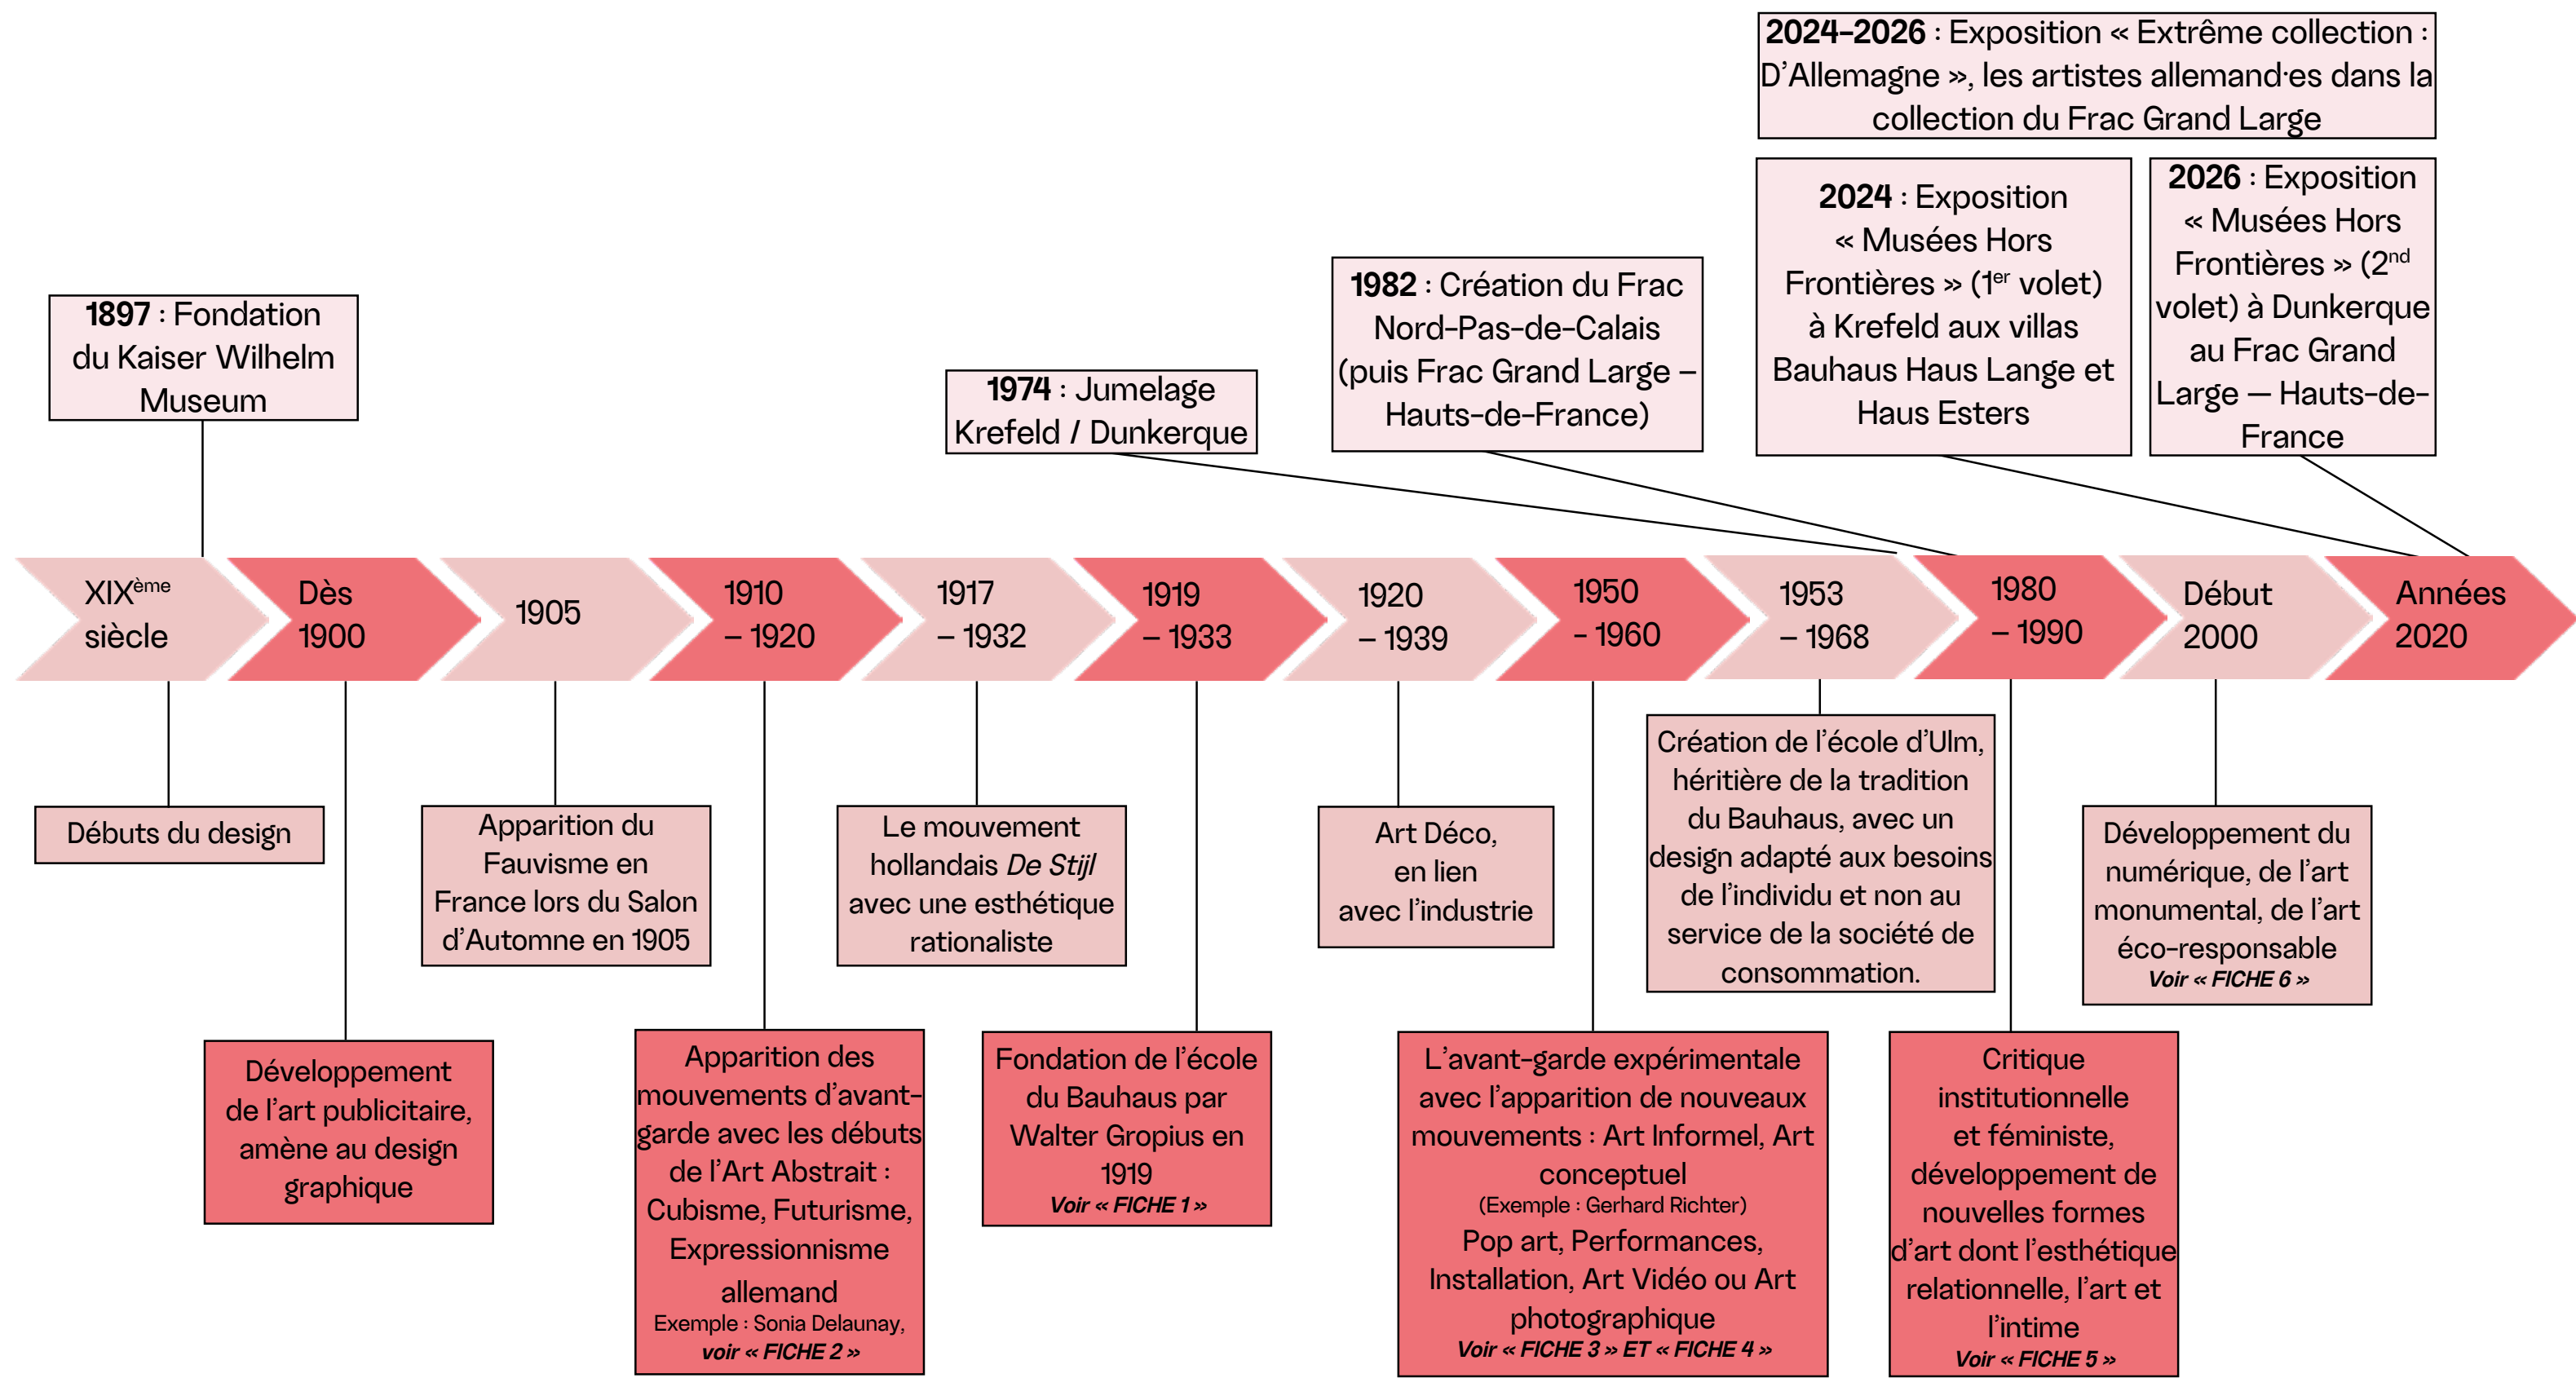 2024-2026 : Exposition « Extrême collection :
D’Allemagne », les artistes allemand·es dans la
collection du Frac Grand Large
1897 : Fondation
du Kaiser Wilhelm
Museum
1974 : Jumelage
Krefeld / Dunkerque
1982 : Création du Frac
Nord-Pas-de-Calais
(puis Frac Grand Large –
Hauts-de-France)
2024 : Exposition
« Musées Hors
Frontières » (1er volet)
à Krefeld aux villas
Bauhaus Haus Lange et
Haus Esters
2026 : Exposition
« Musées Hors
Frontières » (2nd
volet) à Dunkerque
au Frac Grand
Large — Hauts-de-
France
XIXème
siècle
Dès
1900
1905
1910
– 1920
1917
– 1932
1919
– 1933
1920
– 1939
1950
- 1960
1953
– 1968
1980
– 1990
Début
2000
Années
2020
Débuts du design
Développement
de l’art publicitaire,
amène au design
graphique
Apparition du
Fauvisme en
France lors du Salon
d’Automne en 1905
Apparition des
mouvements d’avant-
garde avec les débuts
de l’Art Abstrait :
Cubisme, Futurisme,
Expressionnisme
allemand
Exemple : Sonia Delaunay,
voir « FICHE 2 »
Le mouvement
hollandais De Stijl
avec une esthétique
rationaliste
Fondation de l’école
du Bauhaus par
Walter Gropius en
1919
Voir « FICHE 1 »
Art Déco,
en lien
avec l’industrie
L’avant-garde expérimentale
avec l’apparition de nouveaux
mouvements : Art Informel, Art
conceptuel
(Exemple : Gerhard Richter)
Pop art, Performances,
Installation, Art Vidéo ou Art
photographique
Voir « FICHE 3 » ET « FICHE 4 »
Création de l’école d’Ulm,
héritière de la tradition
du Bauhaus, avec un
design adapté aux besoins
de l’individu et non au
service de la société de
consommation.
Critique
institutionnelle
et féministe,
développement de
nouvelles formes
d’art dont l’esthétique
relationnelle, l’art et
l’intime
Voir « FICHE 5 »
Développement du
numérique, de l’art
monumental, de l’art
éco-responsable
Voir « FICHE 6 »